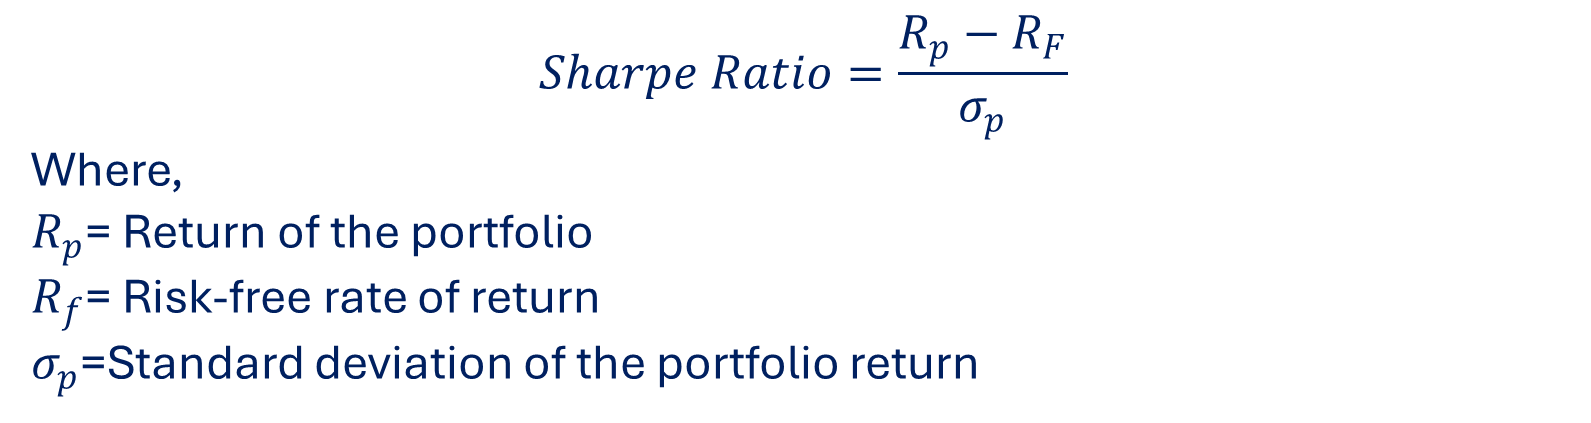 Sharpe Ratio = (R_p − R_F) / σ_p
Where,
R_p= Return of the portfolio
R_f= Risk-free rate of return
σ_p=Standard deviation of the portfolio return